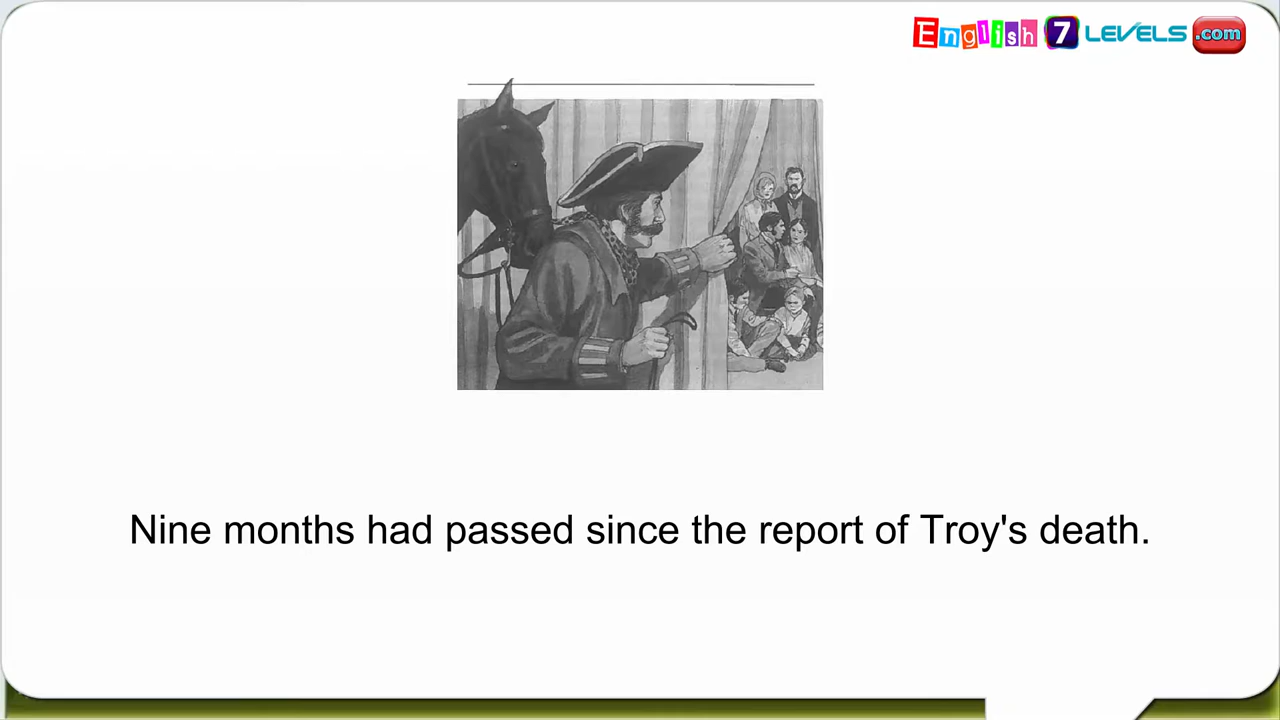 English 7 LEVELS .com
Nine months had passed since the report of Troy's death.